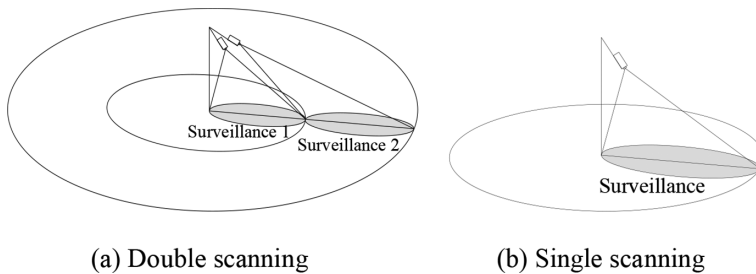 Surveillance 1
Surveillance 2
Surveillance
(a) Double scanning
(b) Single scanning